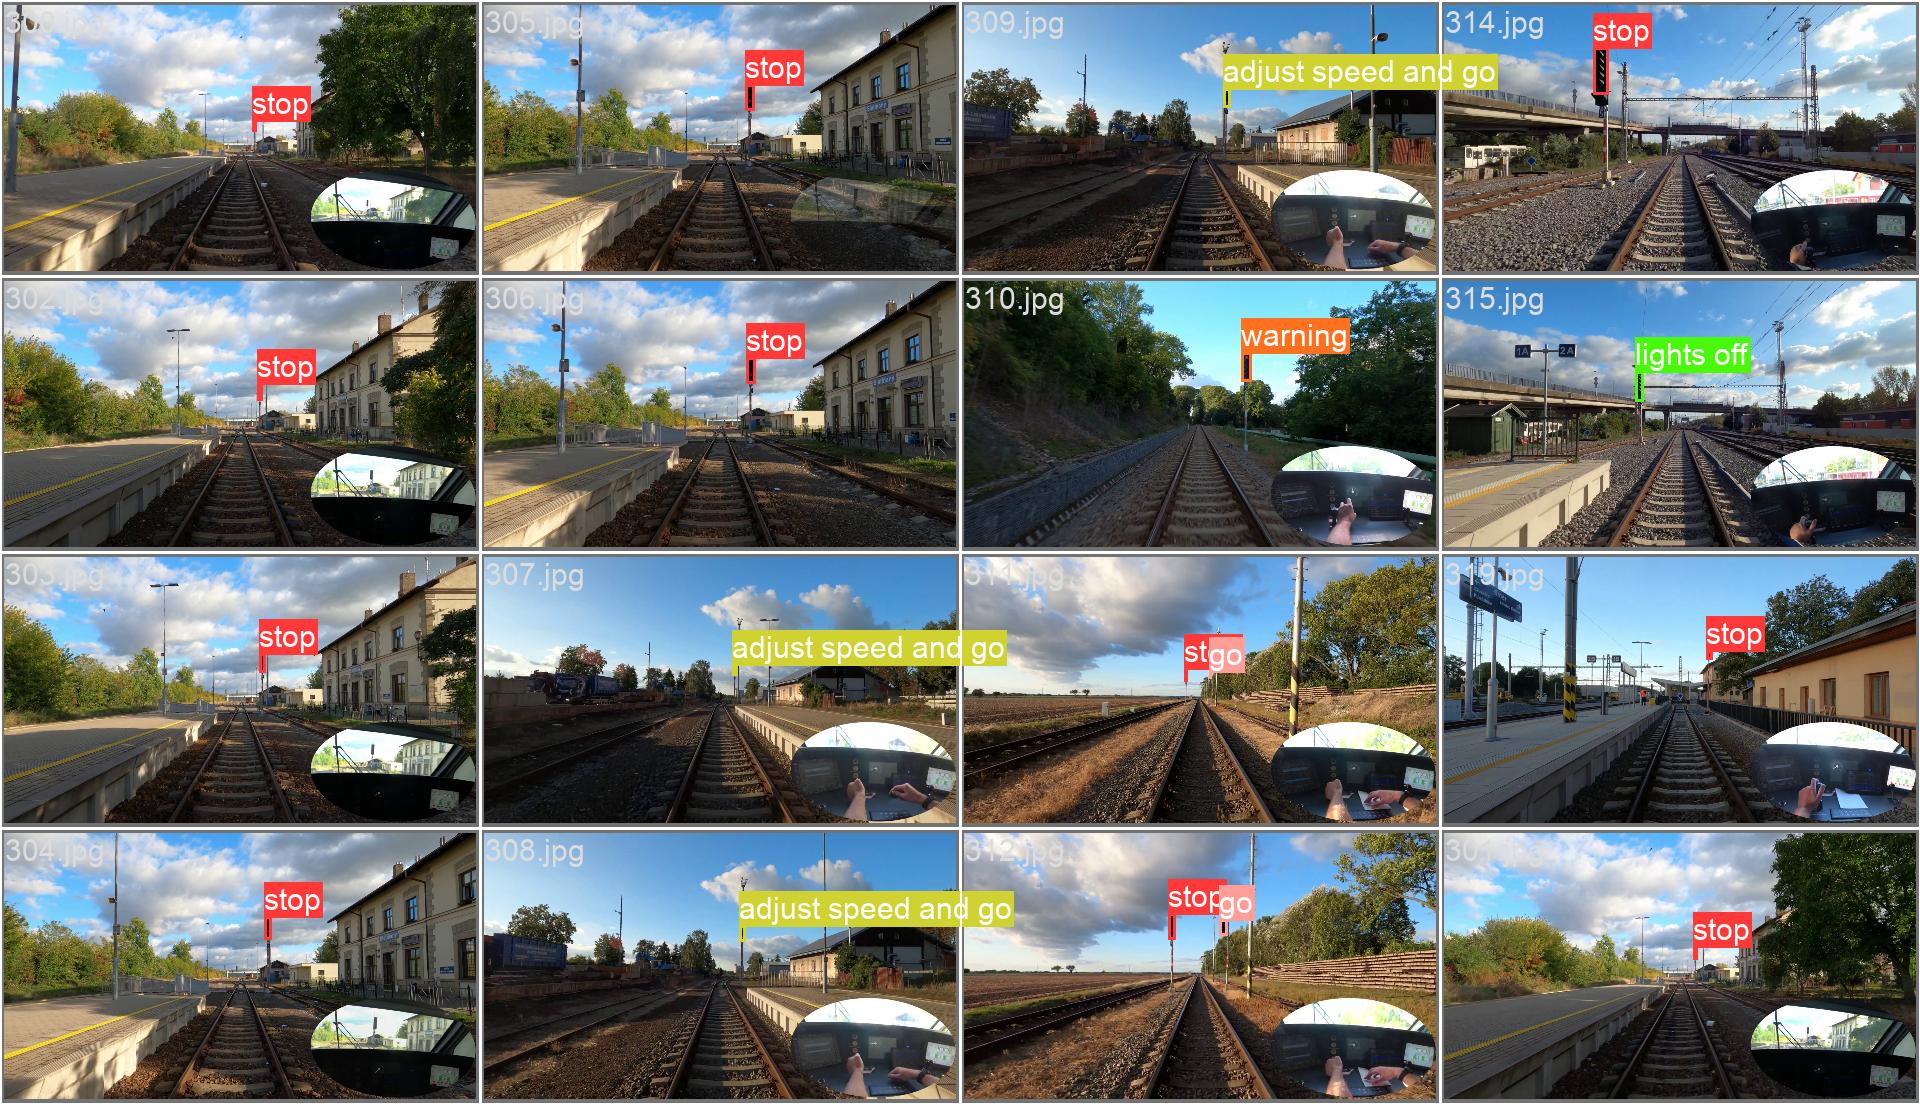 stop
305.jpg
stop
309.jpg
adjust speed and go
314.jpg
stop
302.jpg
stop
306.jpg
stop
310.jpg
warning
315.jpg
lights off
1A
2A
303.jpg
stop
307.jpg
adjust speed and go
311.jpg
st
go
319.jpg
stop
304.jpg
stop
308.jpg
adjust speed and go
312.jpg
stop
go
301.jpg
stop